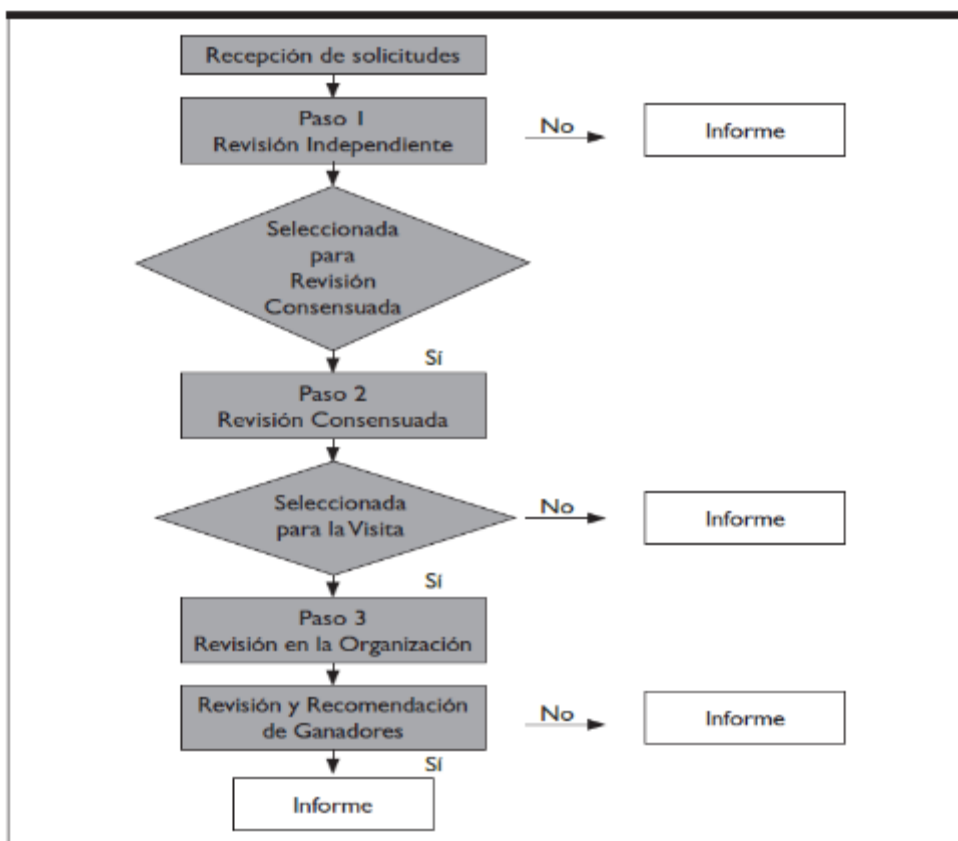 Recepción de solicitudes
Paso 1
Revisión Independiente
No
Informe
Seleccionada
para
Revisión
Consensuada
Sí
Paso 2
Revisión Consensuada
Seleccionada
para la Visita
No
Informe
Sí
Paso 3
Revisión en la Organización
Revisión y Recomendación
de Ganadores
No
Informe
Sí
Informe